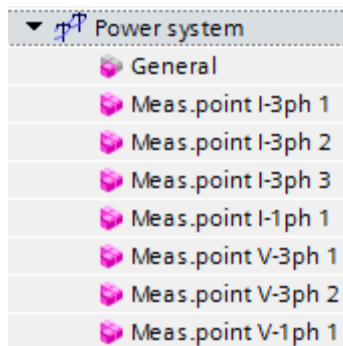 Power system
General
Meas.point I-3ph 1
Meas.point I-3ph 2
Meas.point I-3ph 3
Meas.point I-1ph 1
Meas.point V-3ph 1
Meas.point V-3ph 2
Meas.point V-1ph 1